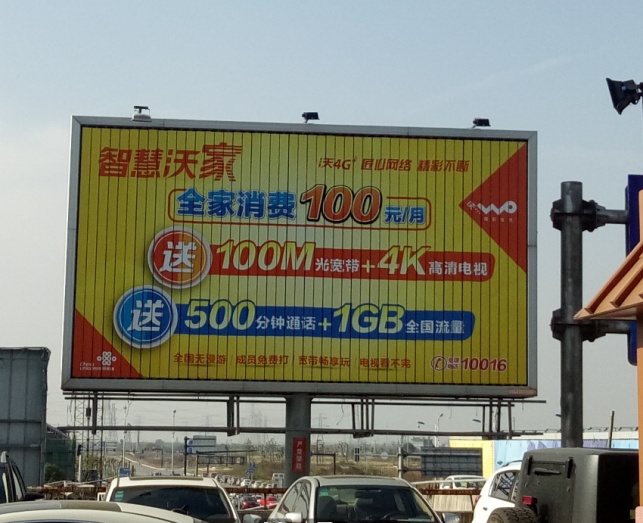 智慧沃家
沃4G+ 匠心网络 精彩不断
全家消费100元/月
WO
送 100M光宽带+4K高清电视
送 500分钟通话+1GB全国流量
全国无漫游 | 成员免费打 | 宽带畅享玩 | 电视看不完
10016
China